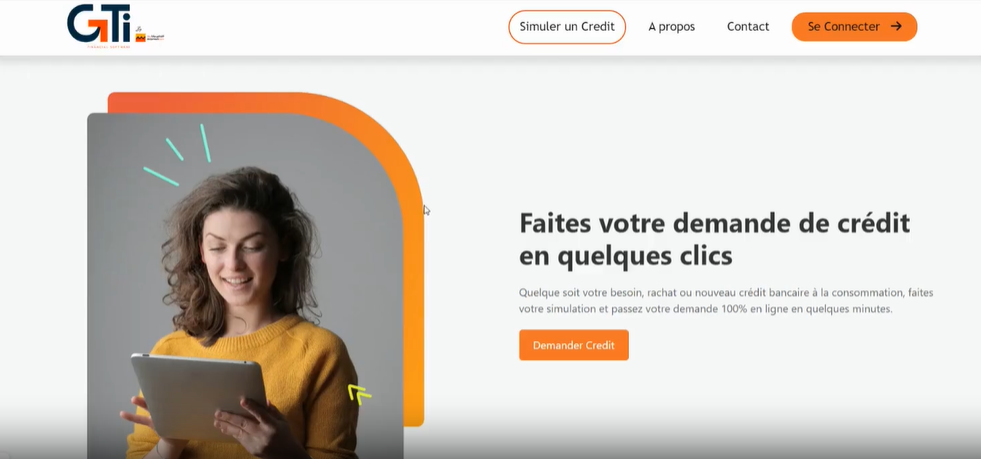 GTi
FINANCIAL SOFTWARE
Simuler un Credit
A propos
Contact
Se Connecter
Faites votre demande de crédit
en quelques clics
Quelque soit votre besoin, rachat ou nouveau crédit bancaire à la consommation, faites
votre simulation et passez votre demande 100% en ligne en quelques minutes.
Demander Credit